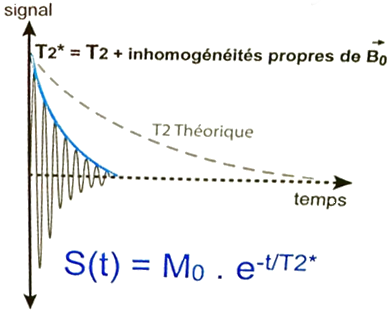 signal
T2* = T2 + inhomogénéités propres de B₀
T2 Théorique
temps
S(t) = M₀ . e^-t/T2*